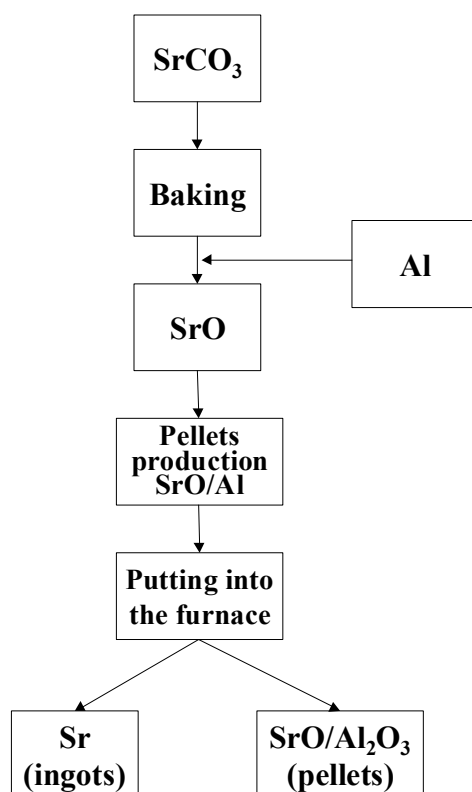 SrCO₃
Baking
Al
SrO
Pellets
production
SrO/Al
Putting into
the furnace
Sr
(ingots)
SrO/Al₂O₃
(pellets)